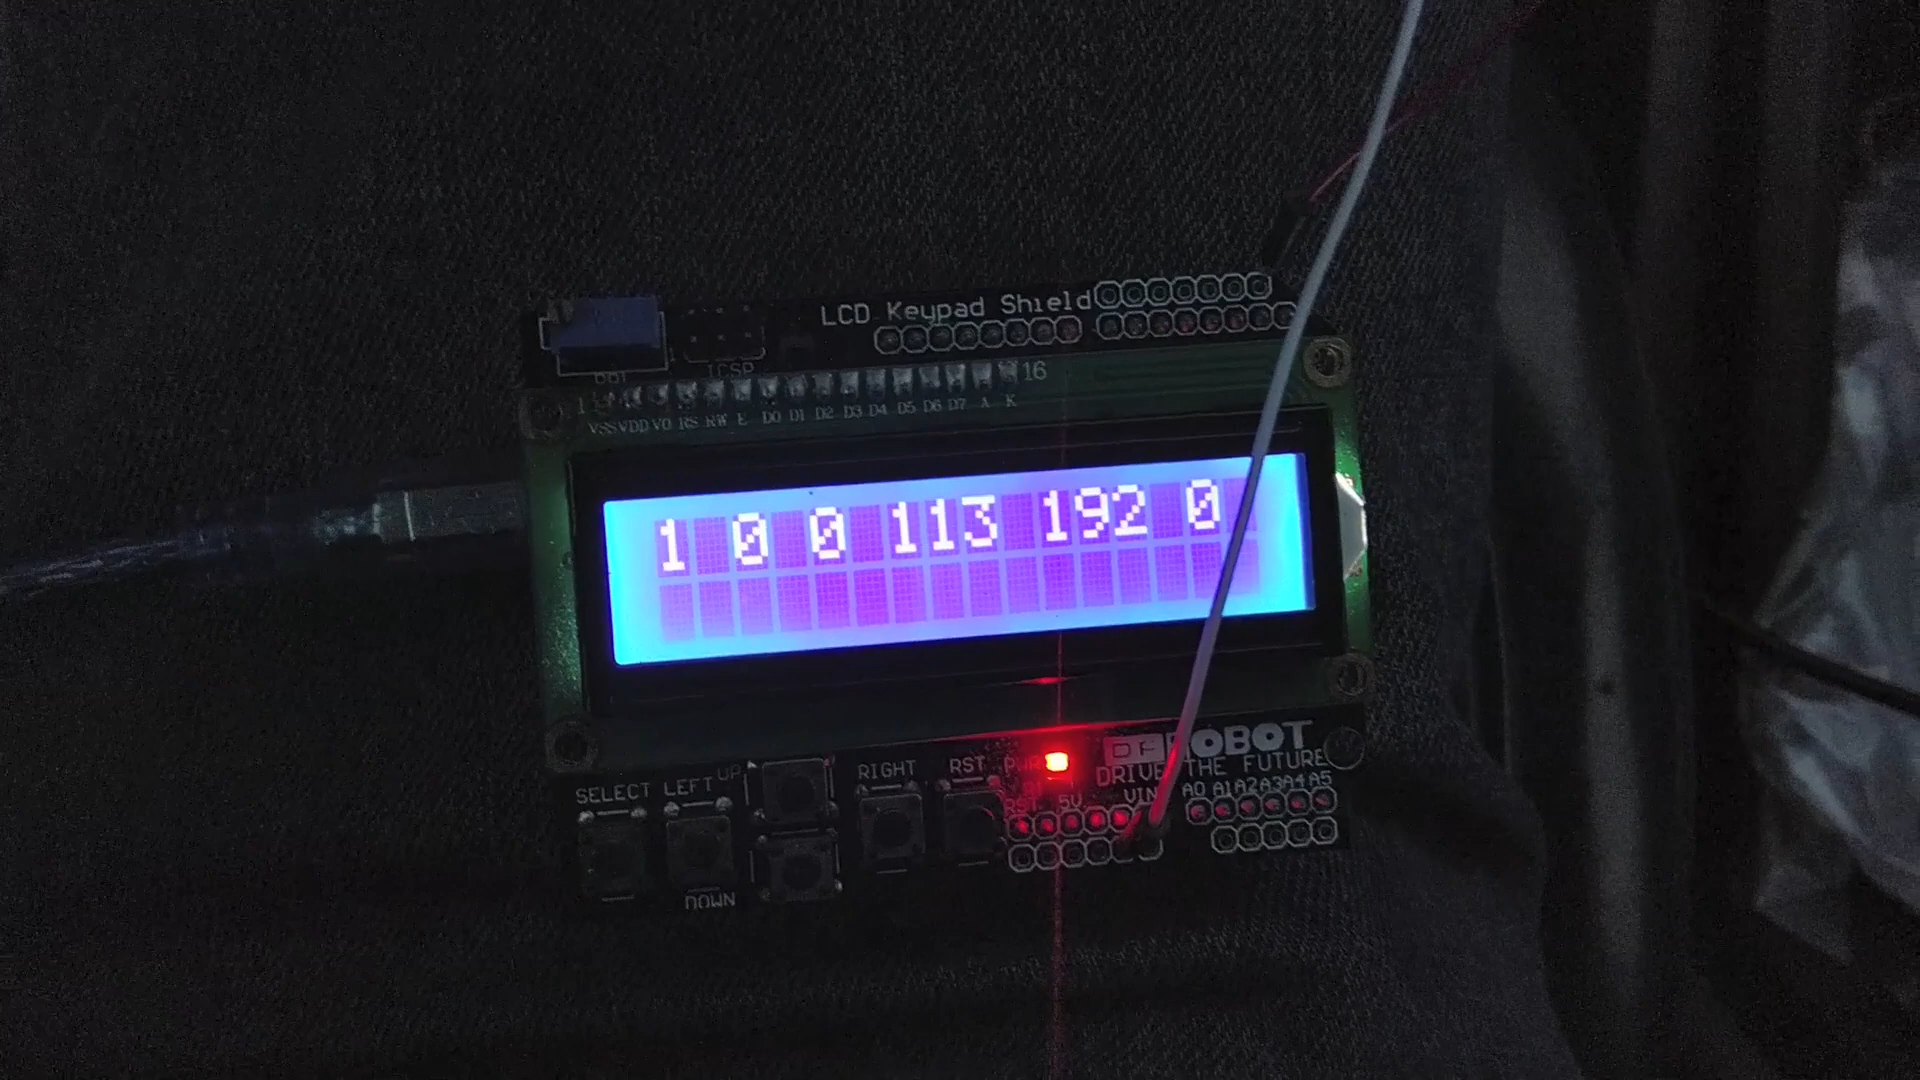 LCD Keypad Shield
ICSP
1 16
VSS VDD V0 RS RW E D0 D1 D2 D3 D4 D5 D6 D7 A K
1 0 0 113 192 0
DFROBOT
DRIVE THE FUTURE
SELECT LEFT UP RIGHT RST PWR
RST 5V VIN A0 A1 A2 A3 A4 A5
DOWN